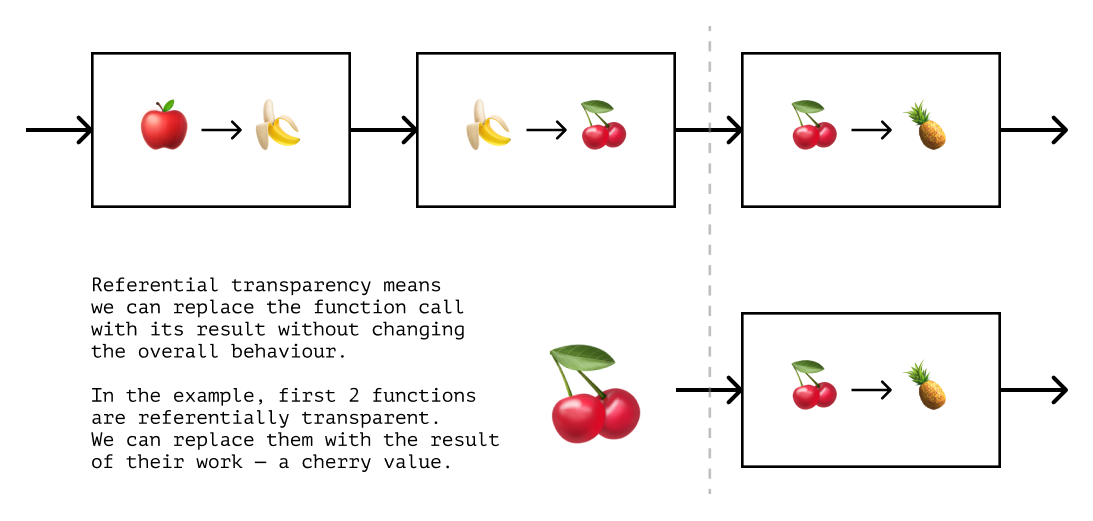 Referential transparency means
we can replace the function call
with its result without changing
the overall behaviour.
In the example, first 2 functions
are referentially transparent.
We can replace them with the result
of their work — a cherry value.